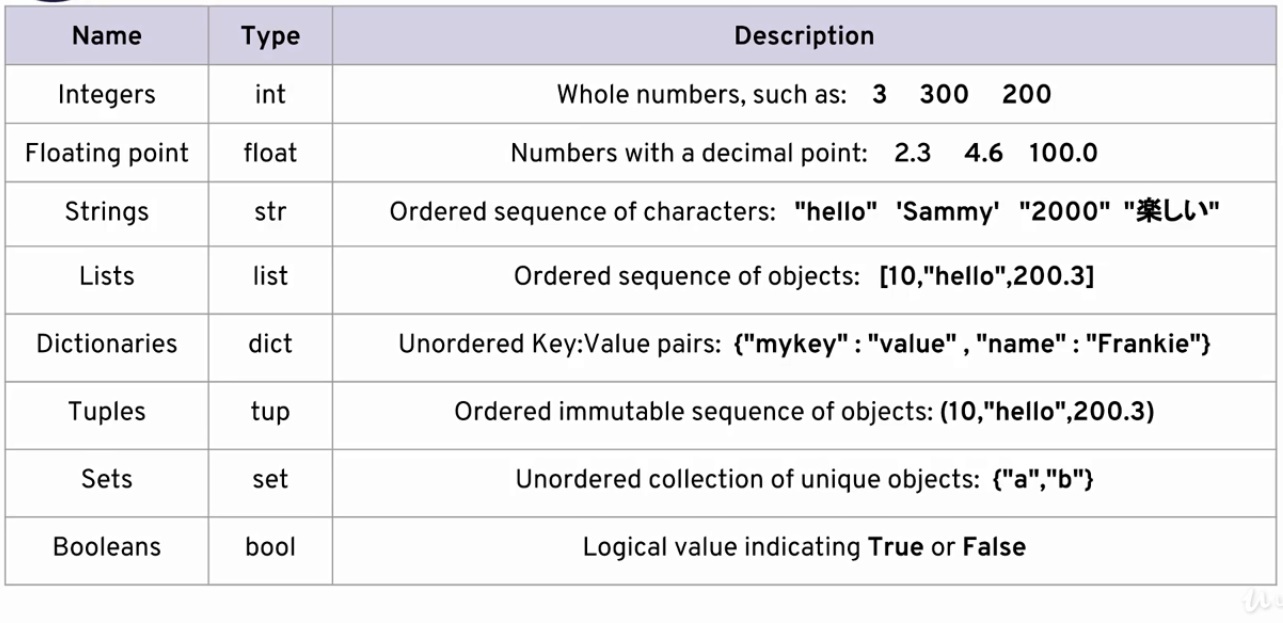 Name Type Description
Integers int Whole numbers, such as: 3 300 200
Floating point float Numbers with a decimal point: 2.3 4.6 100.0
Strings str Ordered sequence of characters: "hello" 'Sammy' "2000" "楽しい"
Lists list Ordered sequence of objects: [10,"hello",200.3]
Dictionaries dict Unordered Key:Value pairs: {"mykey" : "value" , "name" : "Frankie"}
Tuples tup Ordered immutable sequence of objects: (10,"hello",200.3)
Sets set Unordered collection of unique objects: {"a","b"}
Booleans bool Logical value indicating True or False